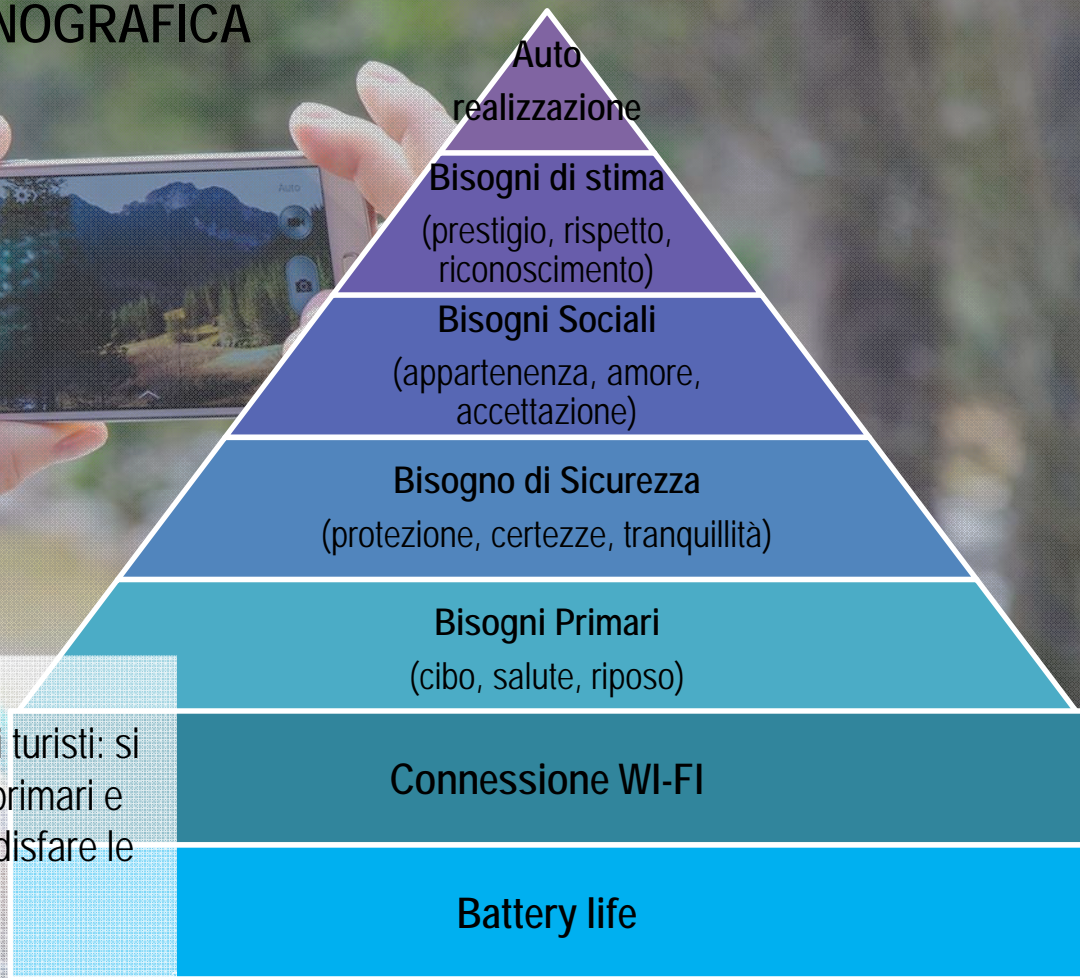 NOGRAFICA
Auto
realizzazione
Auto
Bisogni di stima
(prestigio, rispetto,
riconoscimento)
Bisogni Sociali
(appartenenza, amore,
accettazione)
Bisogno di Sicurezza
(protezione, certezze, tranquillità)
Bisogni Primari
(cibo, salute, riposo)
i turisti: si
primari e
disfare le
Connessione WI-FI
Battery life